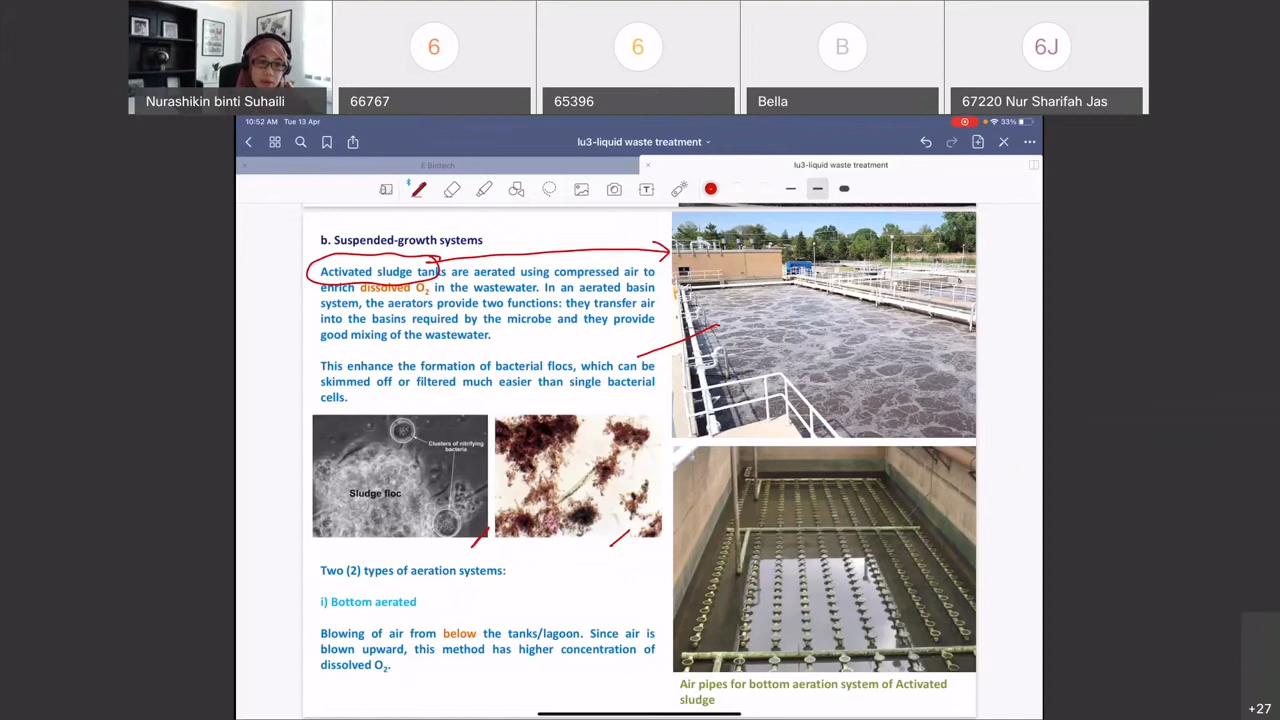 6
6
B
6J
Nurashikin binti Suhaili
66767
65396
Bella
67220 Nur Sharifah Jas
10:52 AM Tue 13 Apr
33%
lu3-liquid waste treatment
E Biotech
lu3-liquid waste treatment
b. Suspended-growth systems
Activated sludge tanks are aerated using compressed air to
enrich dissolved O2 in the wastewater. In an aerated basin
system, the aerators provide two functions: they transfer air
into the basins required by the microbe and they provide
good mixing of the wastewater.
This enhance the formation of bacterial flocs, which can be
skimmed off or filtered much easier than single bacterial
cells.
Clusters of nitrifying
bacteria
Sludge floc
Two (2) types of aeration systems:
i) Bottom aerated
Blowing of air from below the tanks/lagoon. Since air is
blown upward, this method has higher concentration of
dissolved O2.
Air pipes for bottom aeration system of Activated
sludge
+27